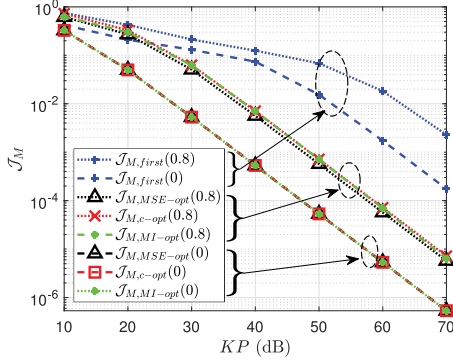 10^0
10^-2
10^-4
10^-6
𝒥_M
𝒥_{M,first}(0.8)
𝒥_{M,first}(0)
𝒥_{M,MSE-opt}(0.8)
𝒥_{M,c-opt}(0.8)
𝒥_{M,MI-opt}(0.8)
𝒥_{M,MSE-opt}(0)
𝒥_{M,c-opt}(0)
𝒥_{M,MI-opt}(0)
10 20 30 40 50 60 70
KP (dB)